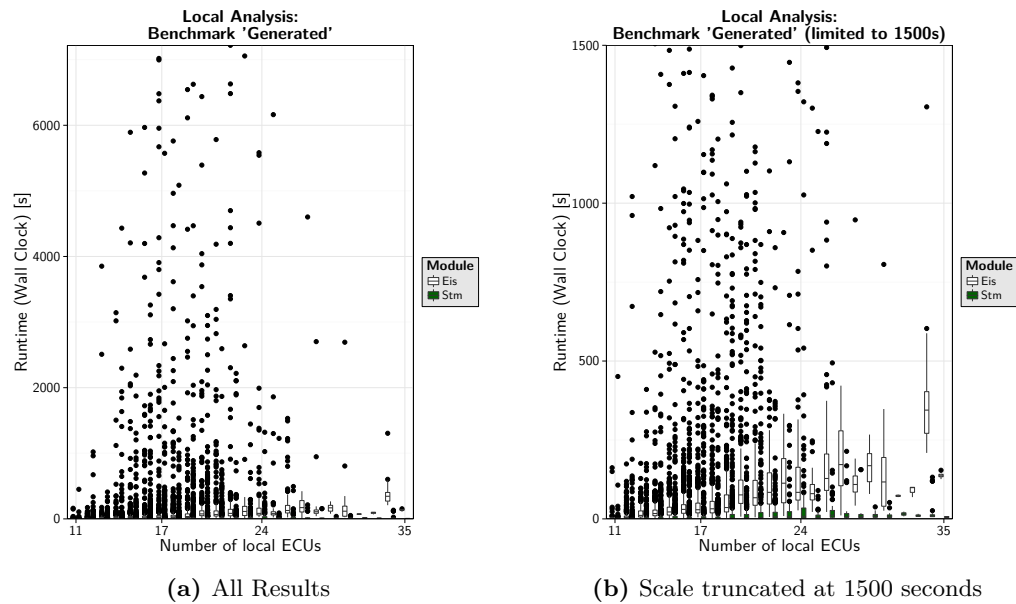 Local Analysis:
Benchmark 'Generated'
Runtime (Wall Clock) [s]
6000
4000
2000
0
11 17 24 35
Number of local ECUs
Module
Eis
Stm
(a) All Results
Local Analysis:
Benchmark 'Generated' (limited to 1500s)
Runtime (Wall Clock) [s]
1500
1000
500
0
11 17 24 35
Number of local ECUs
Module
Eis
Stm
(b) Scale truncated at 1500 seconds